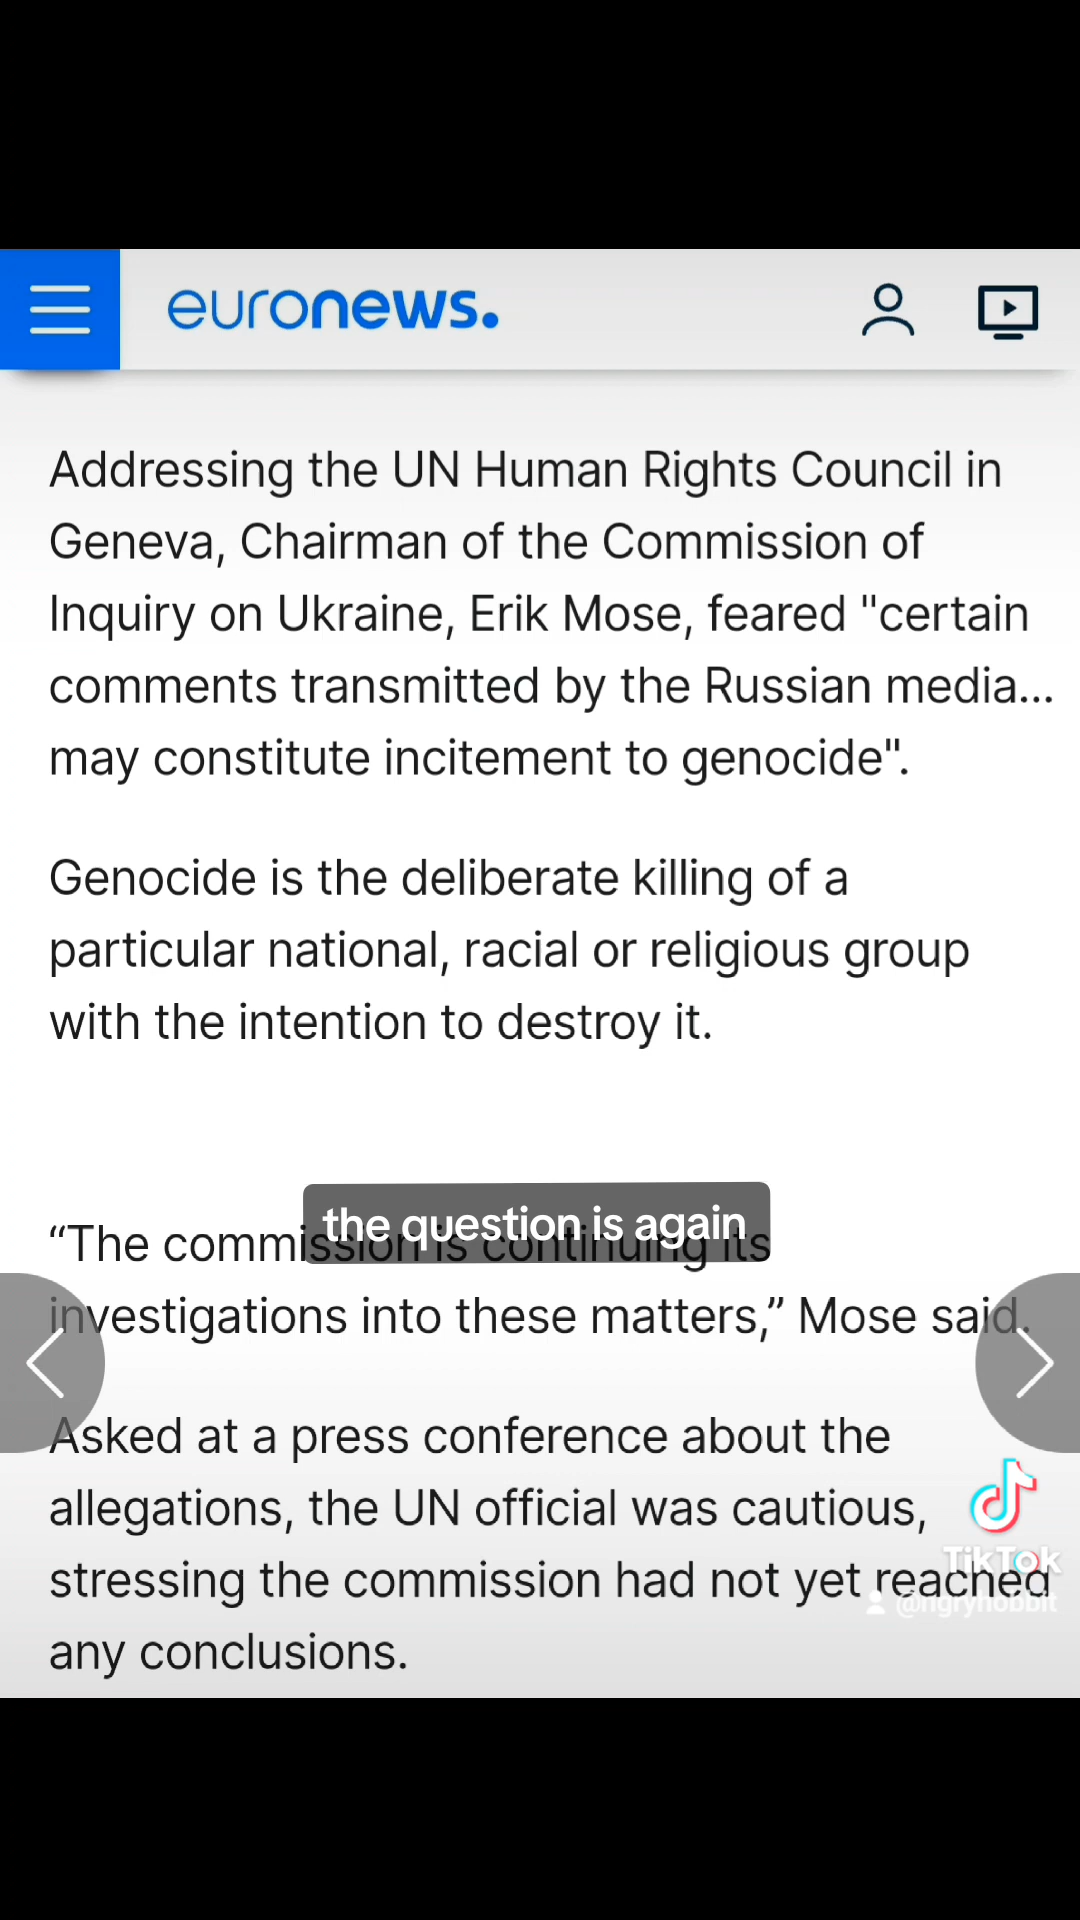 euronews.
Addressing the UN Human Rights Council in
Geneva, Chairman of the Commission of
Inquiry on Ukraine, Erik Mose, feared "certain
comments transmitted by the Russian media...
may constitute incitement to genocide".
Genocide is the deliberate killing of a
particular national, racial or religious group
with the intention to destroy it.
the question is again
“The commission is continuing its
investigations into these matters,” Mose said.
Asked at a press conference about the
allegations, the UN official was cautious,
TikTok
stressing the commission had not yet reached
@ngryhobbit
any conclusions.